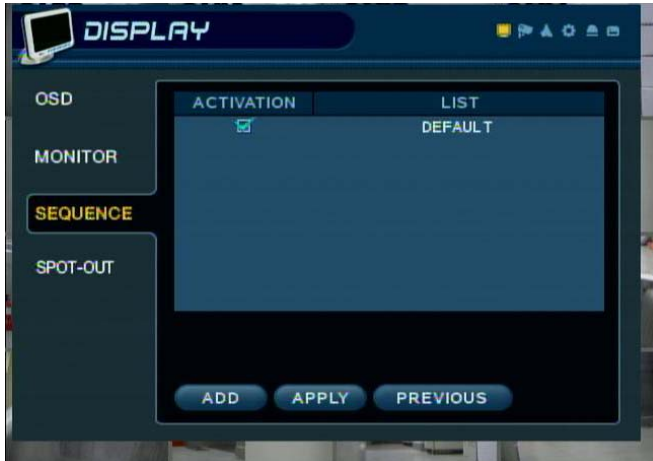 DISPLAY
OSD
MONITOR
SEQUENCE
SPOT-OUT
ACTIVATION LIST
DEFAULT
ADD APPLY PREVIOUS